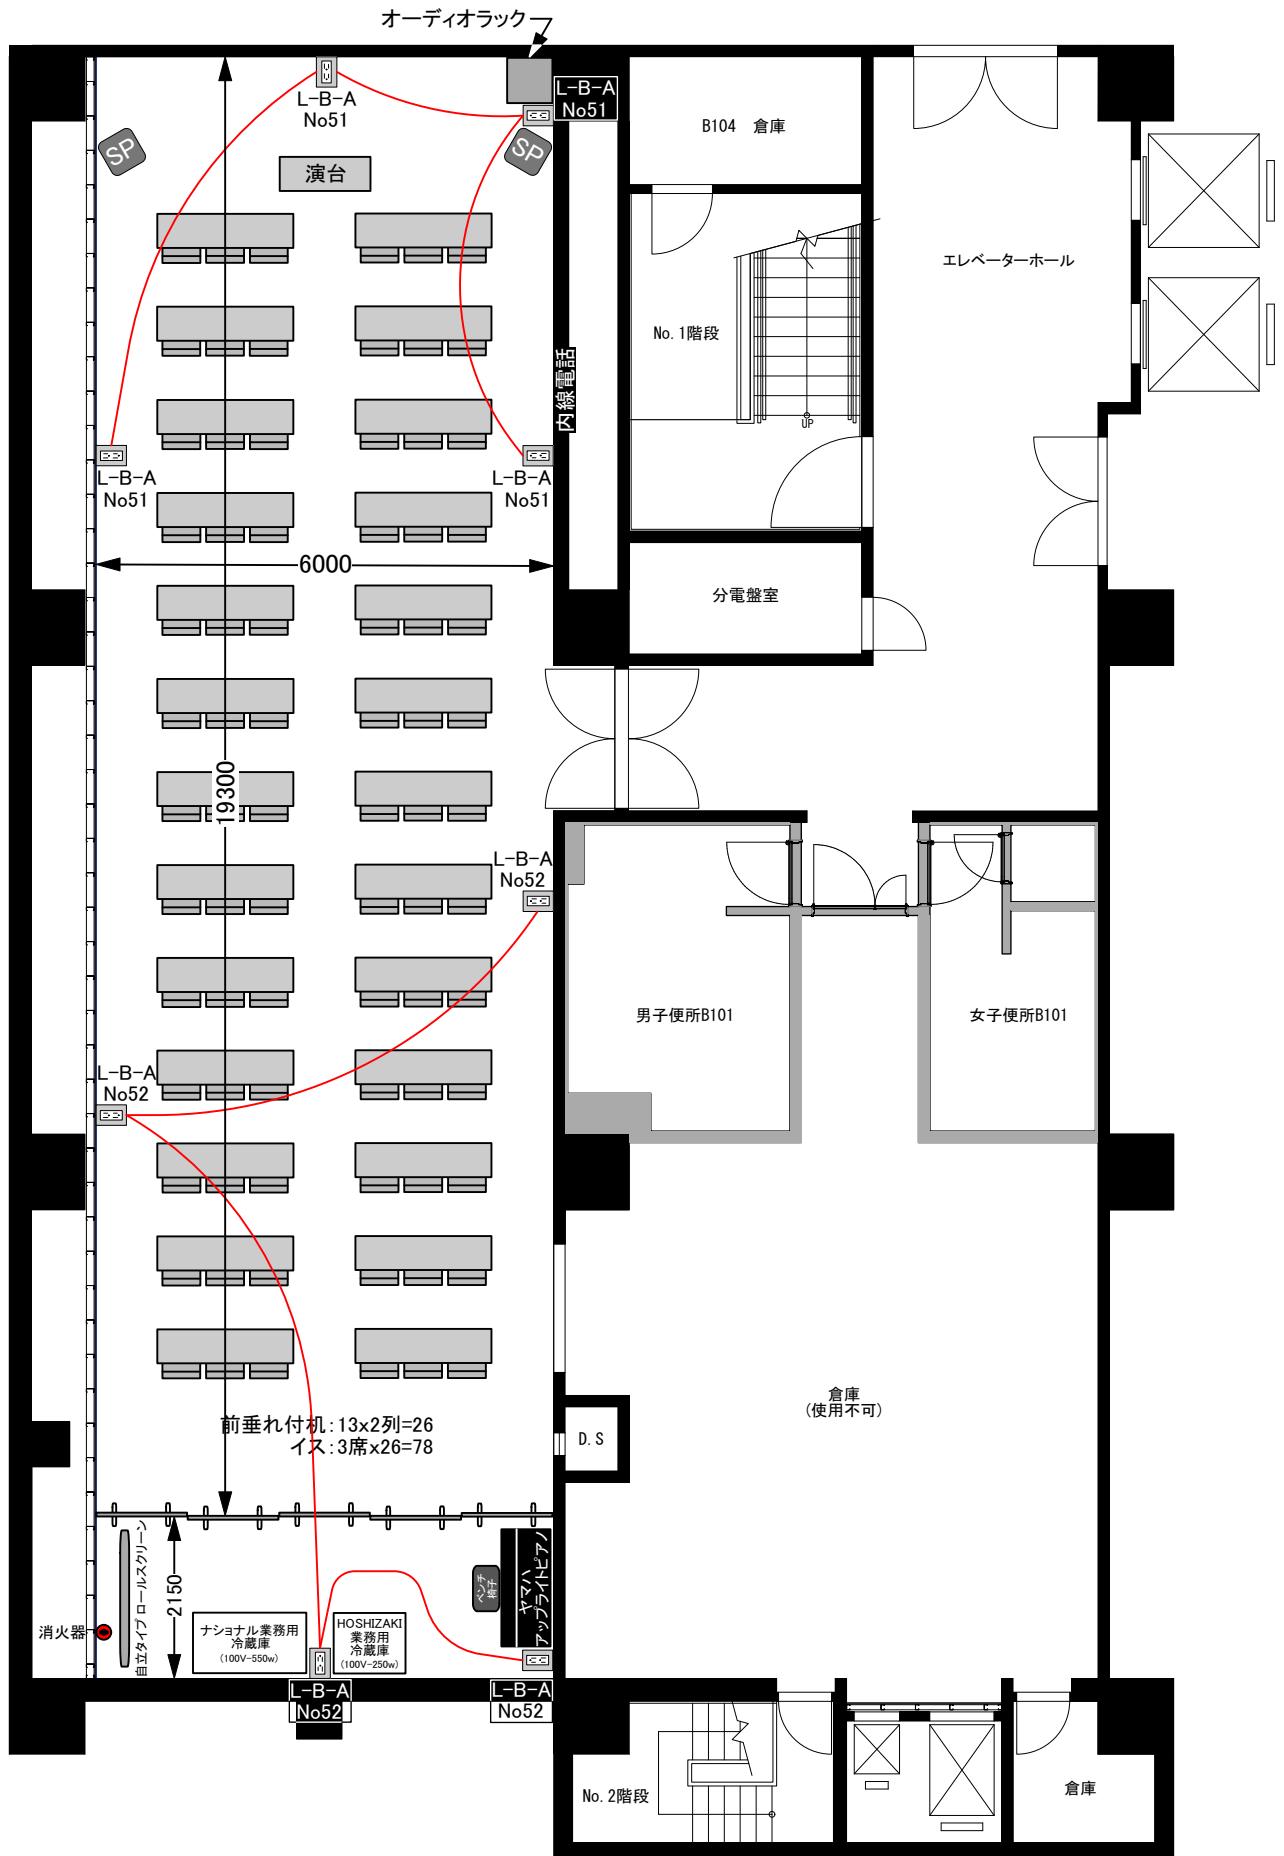 オーディオラック
L-B-A
No51
L-B-A
No51
SP
SP
演台
B104 倉庫
エレベーターホール
No.1階段
UP
内線電話
L-B-A
No51
L-B-A
No51
6000
分電盤室
19300
L-B-A
No52
男子便所B101
女子便所B101
L-B-A
No52
倉庫
(使用不可)
前垂れ付机:13x2列=26
イス:3席x26=78
D.S
自立タイプロールスクリーン
2150
ベンチ
椅子
ヤマハ
アップライトピアノ
消火器
ナショナル業務用
冷蔵庫
(100V-550w)
HOSHIZAKI
業務用
冷蔵庫
(100V-250w)
L-B-A
No52
L-B-A
No52
No.2階段
倉庫